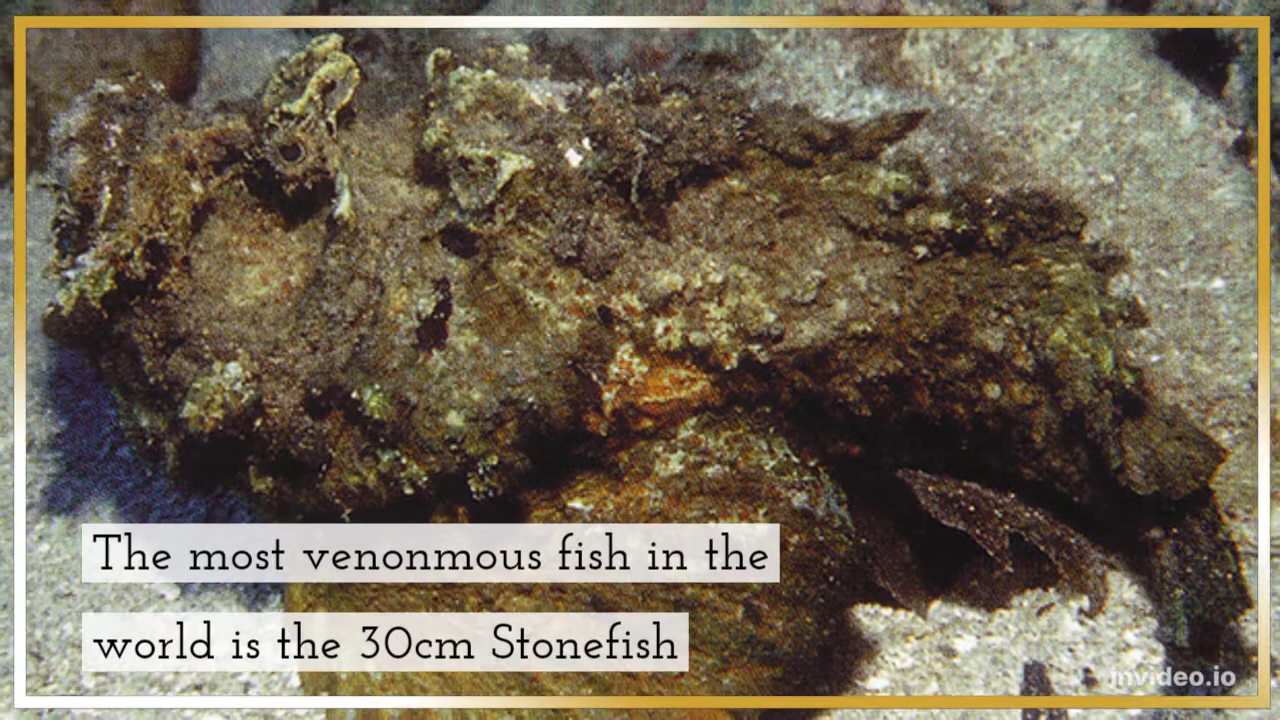 The most venonmous fish in the
world is the 30cm Stonefish
invideo.io